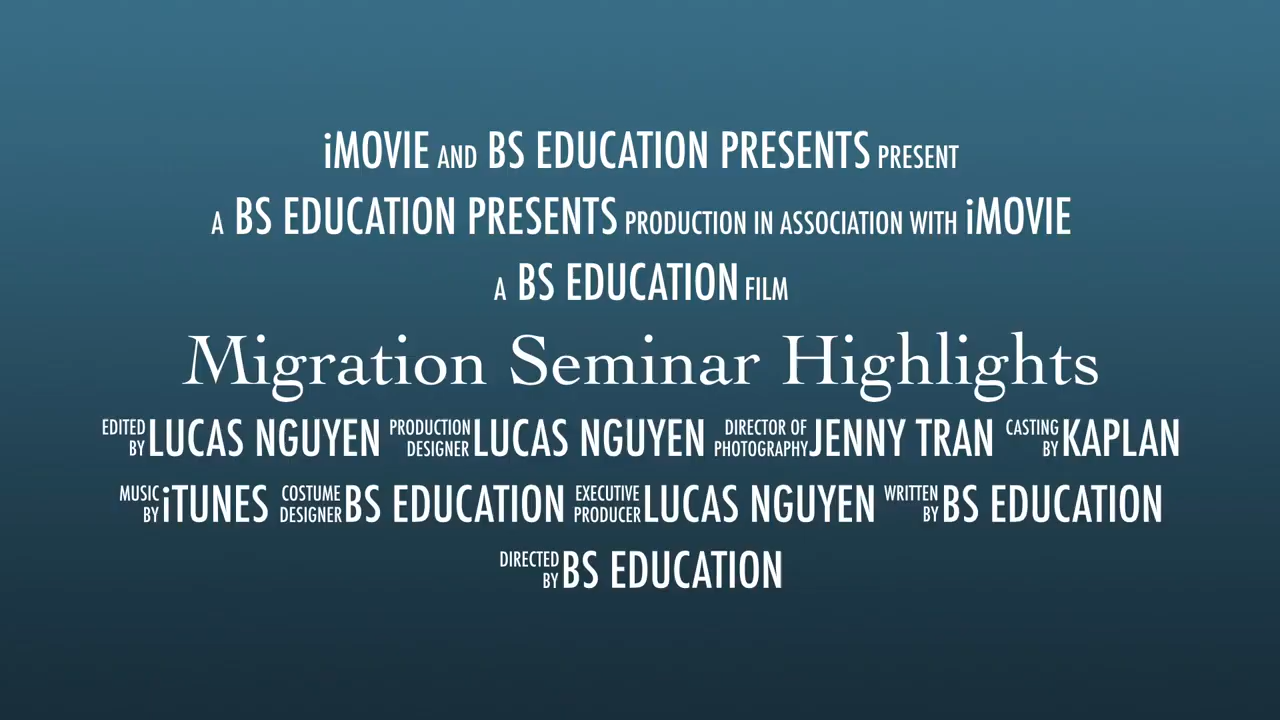 iMOVIE AND BS EDUCATION PRESENTS PRESENT
A BS EDUCATION PRESENTS PRODUCTION IN ASSOCIATION WITH iMOVIE
A BS EDUCATION FILM
Migration Seminar Highlights
EDITED BY LUCAS NGUYEN PRODUCTION DESIGNER LUCAS NGUYEN DIRECTOR OF PHOTOGRAPHY JENNY TRAN CASTING BY KAPLAN
MUSIC BY iTUNES COSTUME DESIGNER BS EDUCATION EXECUTIVE PRODUCER LUCAS NGUYEN WRITTEN BY BS EDUCATION
DIRECTED BY BS EDUCATION